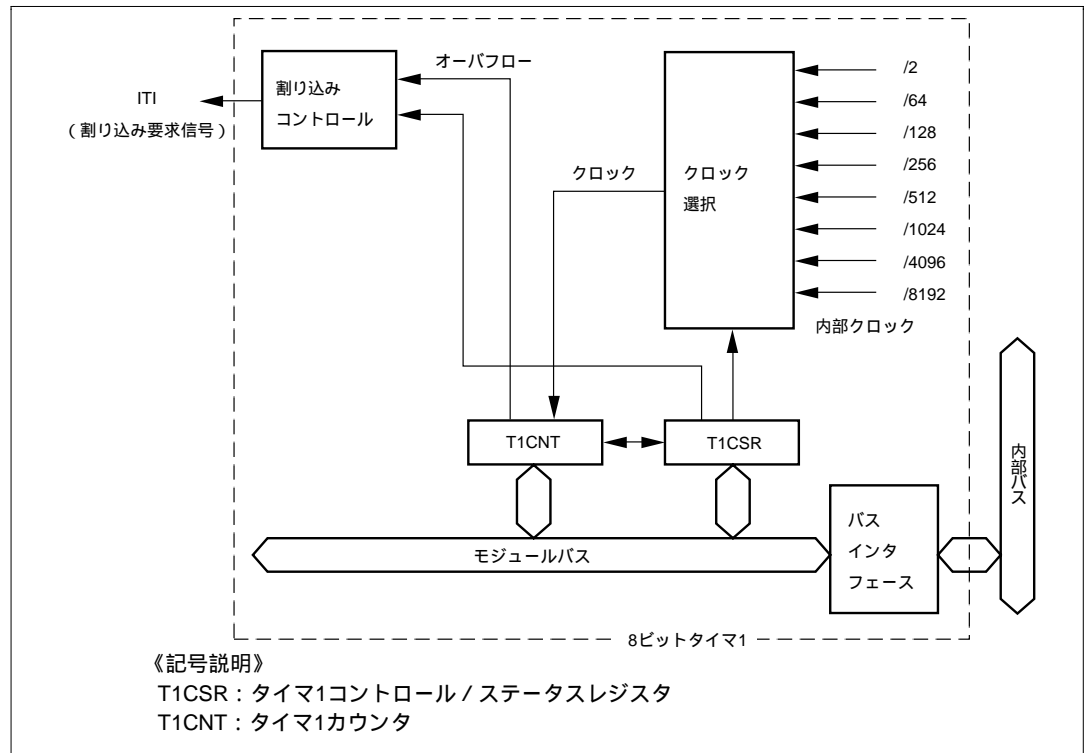 オーバフロー
割り込み
コントロール
ITI
(割り込み要求信号)
クロック
クロック
選択
/2
/64
/128
/256
/512
/1024
/4096
/8192
内部クロック
T1CNT
T1CSR
内部バス
モジュールバス
バス
インタ
フェース
8ビットタイマ1
《記号説明》
T1CSR:タイマ1コントロール / ステータスレジスタ
T1CNT:タイマ1カウンタ